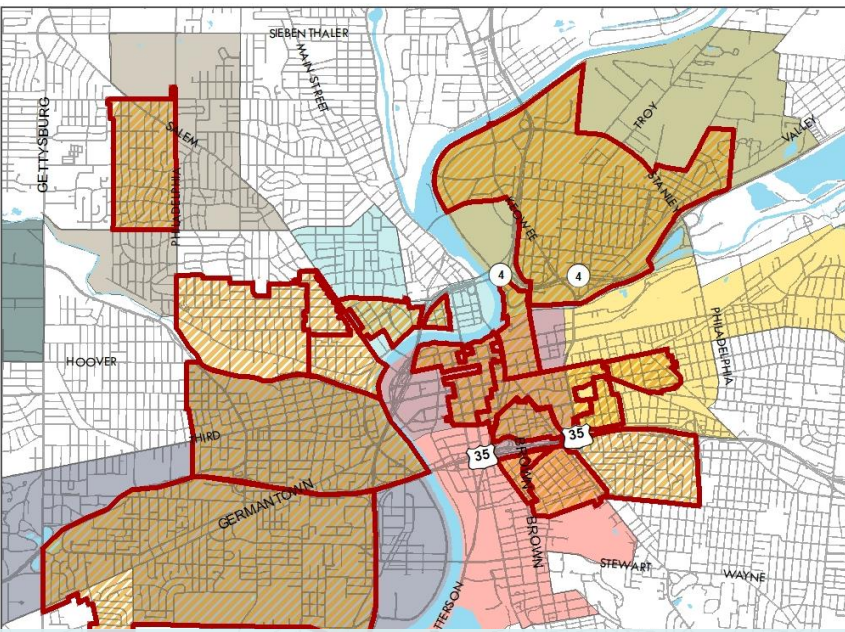 SIEBENTHALER
MAIN STREET
GETTYSBURG
SALEM
TROY
VALLEY
PHILADELPHIA
STANLEY
KEOWEE
4
4
HOOVER
PHILADELPHIA
THIRD
35
35
BROWN
GERMANTOWN
BROWN
STEWART
WAYNE
TTERSON